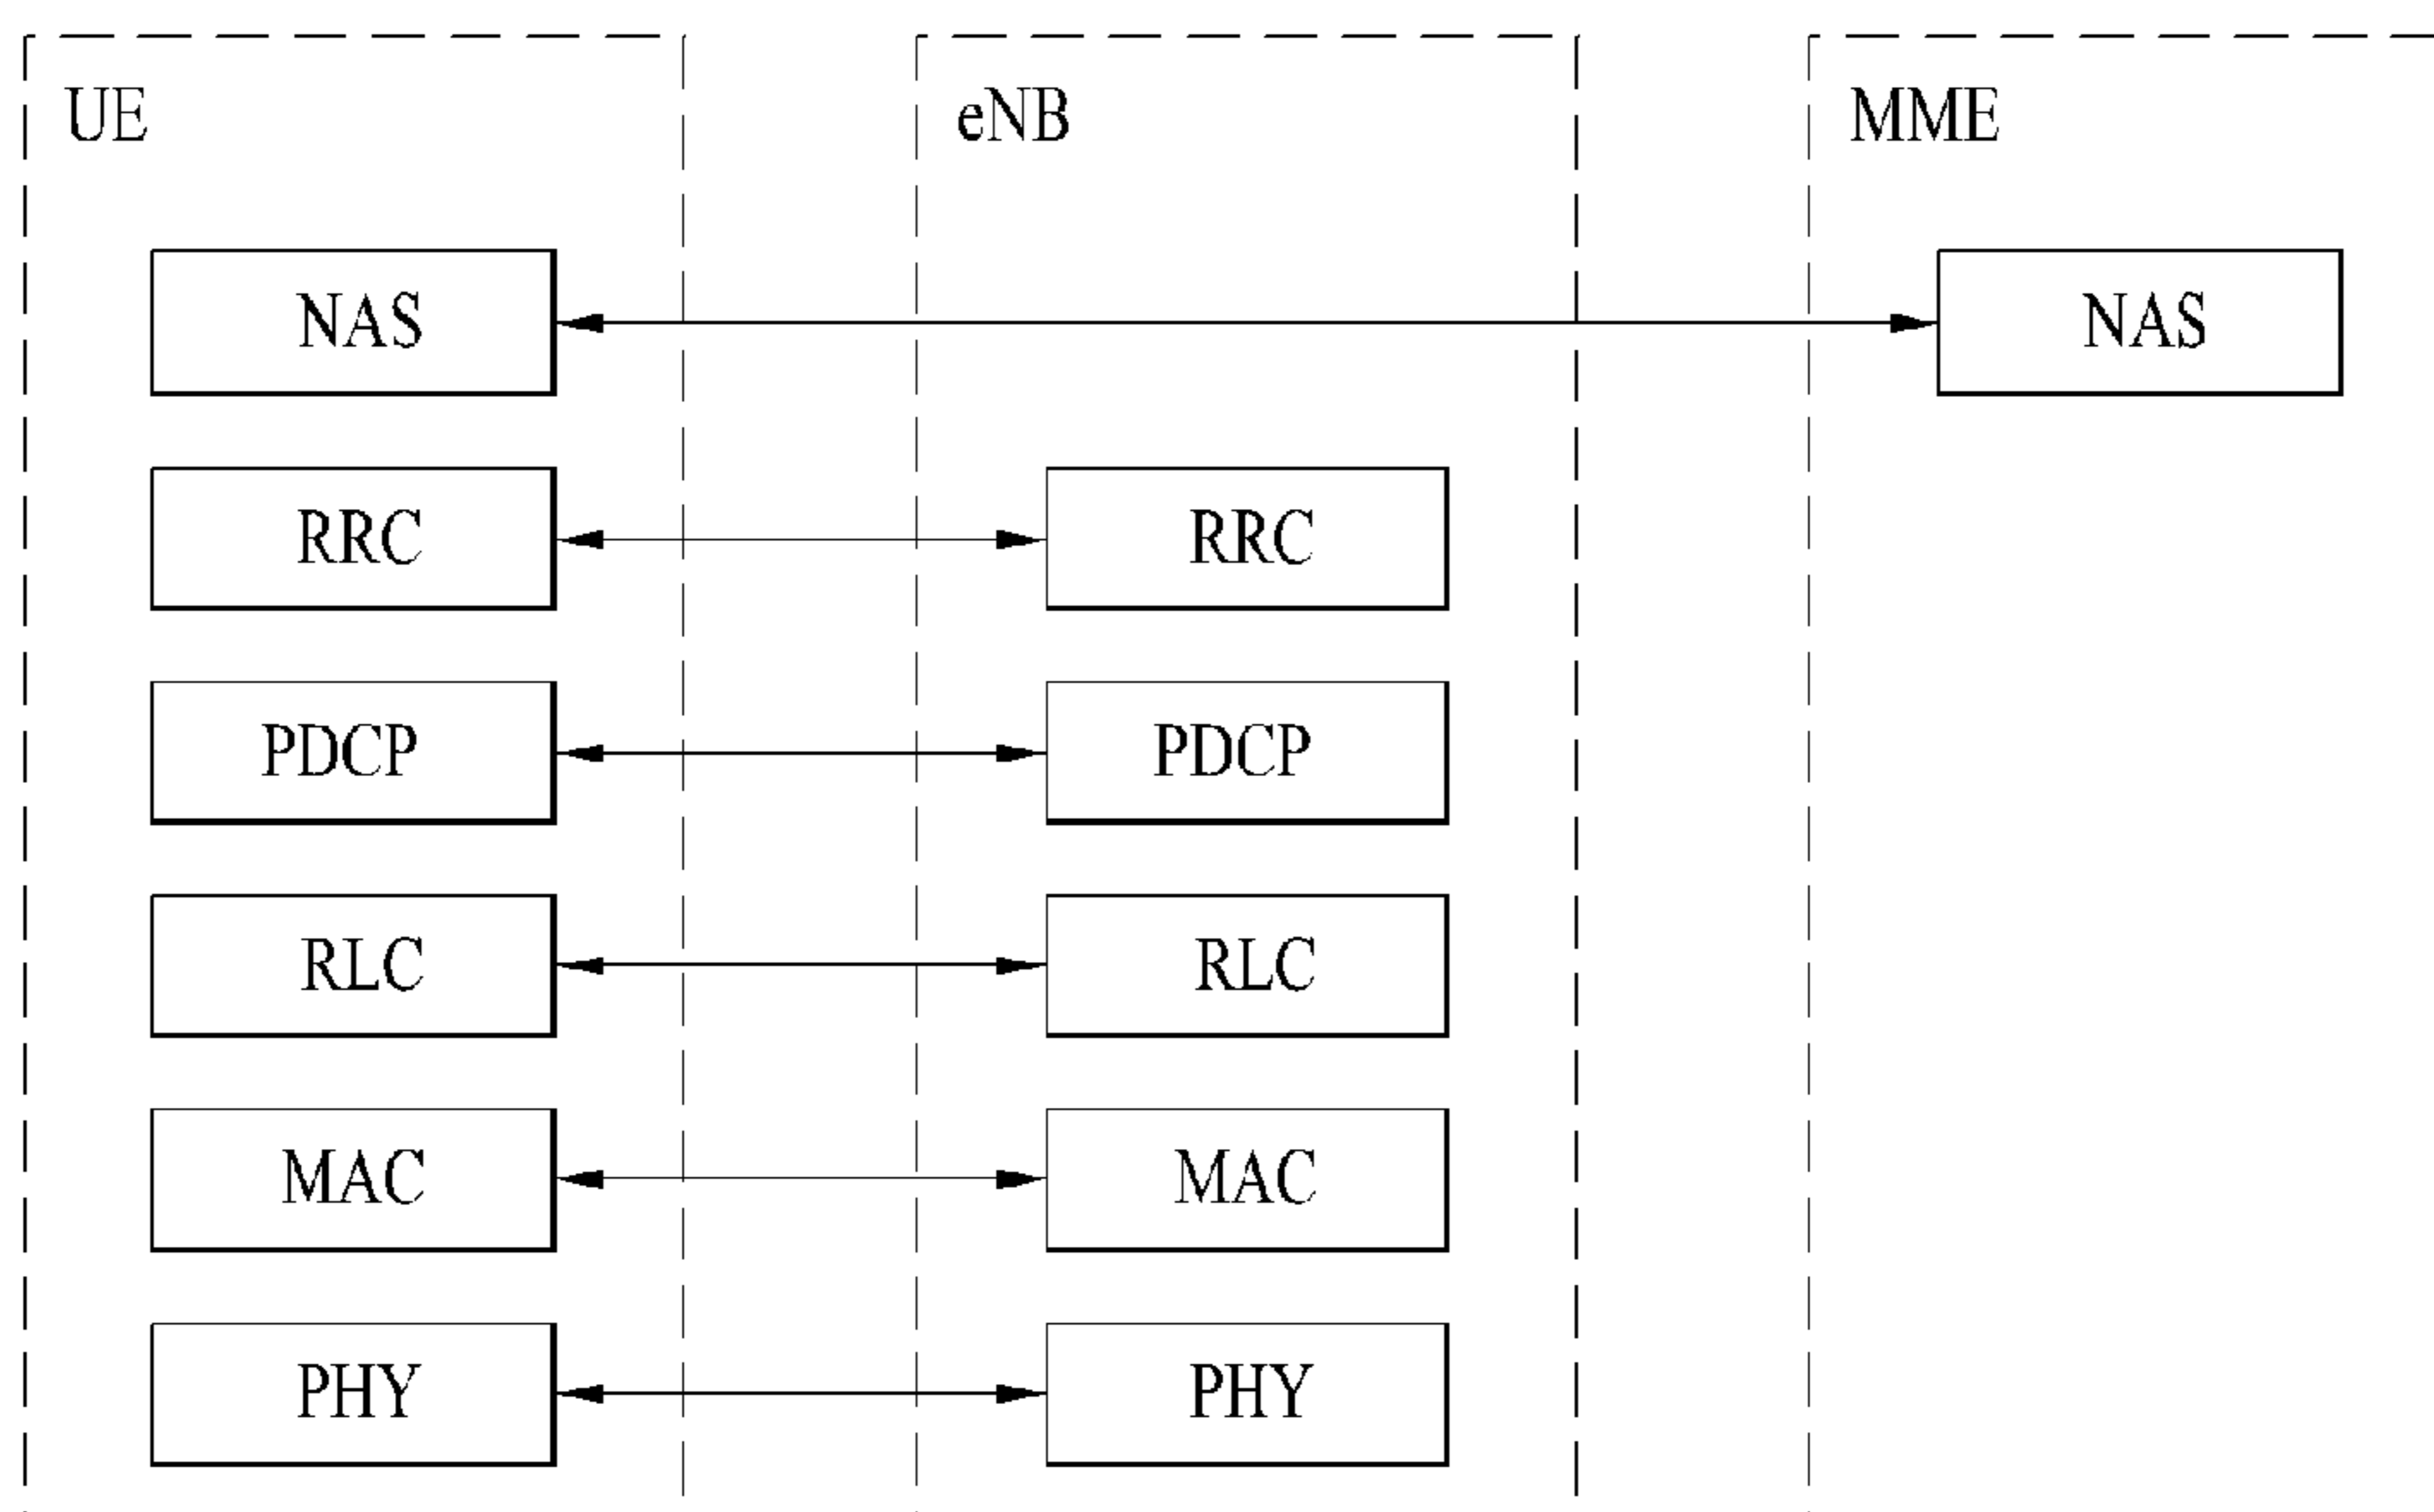 UE eNB MME
NAS NAS
RRC RRC
PDCP PDCP
RLC RLC
MAC MAC
PHY PHY